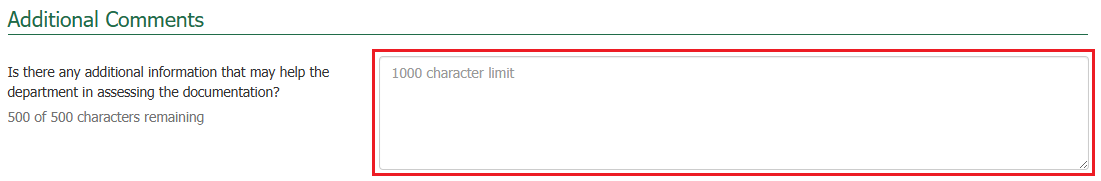 Additional Comments
Is there any additional information that may help the
department in assessing the documentation?
500 of 500 characters remaining
1000 character limit